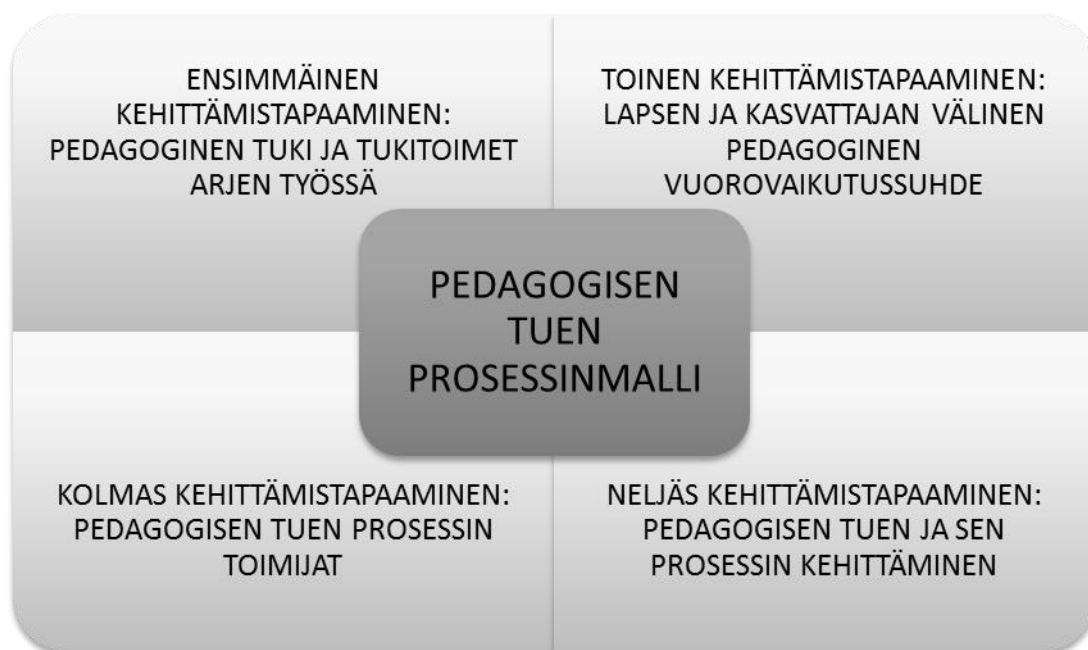 ENSIMMÄINEN
KEHITTÄMISTAPAAMINEN:
PEDAGOGINEN TUKI JA TUKITOIMET
ARJEN TYÖSSÄ
TOINEN KEHITTÄMISTAPAAMINEN:
LAPSEN JA KASVATTAJAN VÄLINEN
PEDAGOGINEN
VUOROVAIKUTUSSUHDE
PEDAGOGISEN
TUEN
PROSESSINMALLI
KOLMAS KEHITTÄMISTAPAAMINEN:
PEDAGOGISEN TUEN PROSESSIN
TOIMIJAT
NELJÄS KEHITTÄMISTAPAAMINEN:
PEDAGOGISEN TUEN JA SEN
PROSESSIN KEHITTÄMINEN